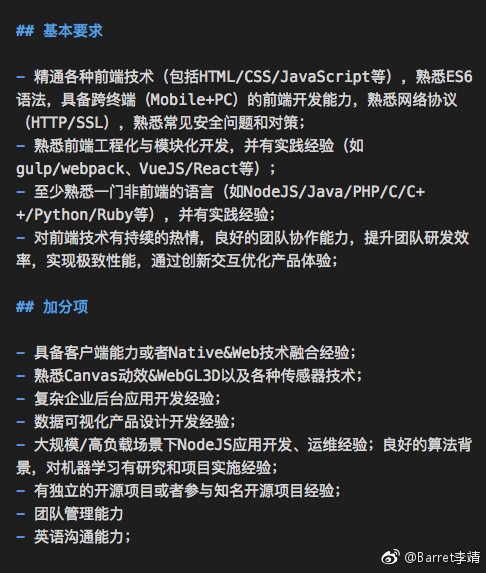 ## 基本要求
- 精通各种前端技术（包括HTML/CSS/JavaScript等），熟悉ES6
语法，具备跨终端（Mobile+PC）的前端开发能力，熟悉网络协议
（HTTP/SSL），熟悉常见安全问题和对策；
- 熟悉前端工程化与模块化开发，并有实践经验（如
gulp/webpack、VueJS/React等）；
- 至少熟悉一门非前端的语言（如NodeJS/Java/PHP/C/C+
+/Python/Ruby等），并有实践经验；
- 对前端技术有持续的热情，良好的团队协作能力，提升团队研发效
率，实现极致性能，通过创新交互优化产品体验；
## 加分项
- 具备客户端能力或者Native&Web技术融合经验；
- 熟悉Canvas动效&WebGL3D以及各种传感器技术；
- 复杂企业后台应用开发经验；
- 数据可视化产品设计开发经验；
- 大规模/高负载场景下NodeJS应用开发、运维经验；良好的算法背
景，对机器学习有研究和项目实施经验；
- 有独立的开源项目或者参与知名开源项目经验；
- 团队管理能力
- 英语沟通能力；
@Barret李靖